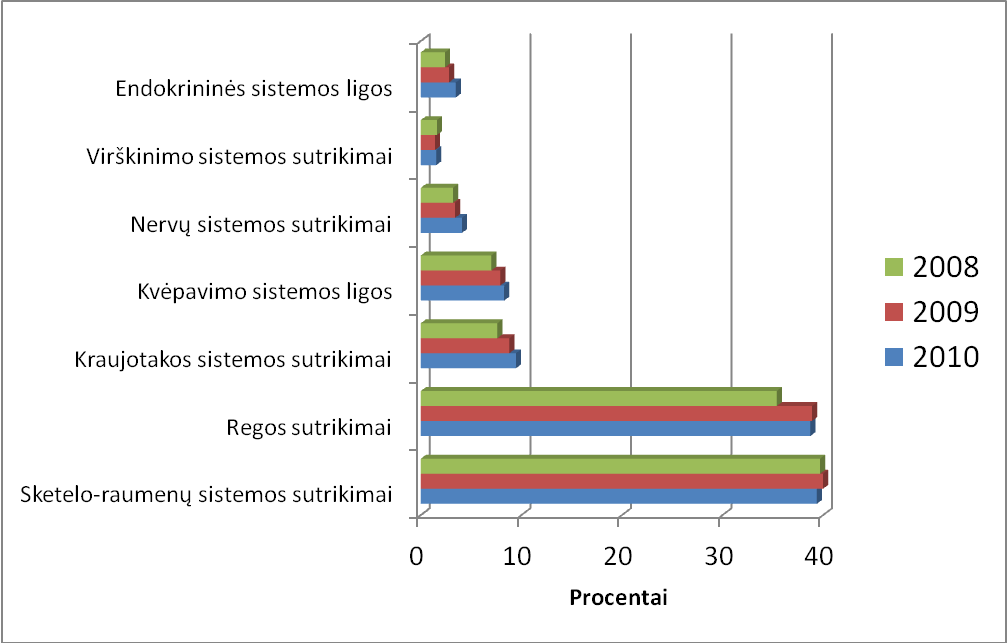 Endokrininės sistemos ligos
Virškinimo sistemos sutrikimai
Nervų sistemos sutrikimai
Kvėpavimo sistemos ligos
Kraujotakos sistemos sutrikimai
Regos sutrikimai
Sketelo-raumenų sistemos sutrikimai
0 10 20 30 40
Procentai
2008
2009
2010